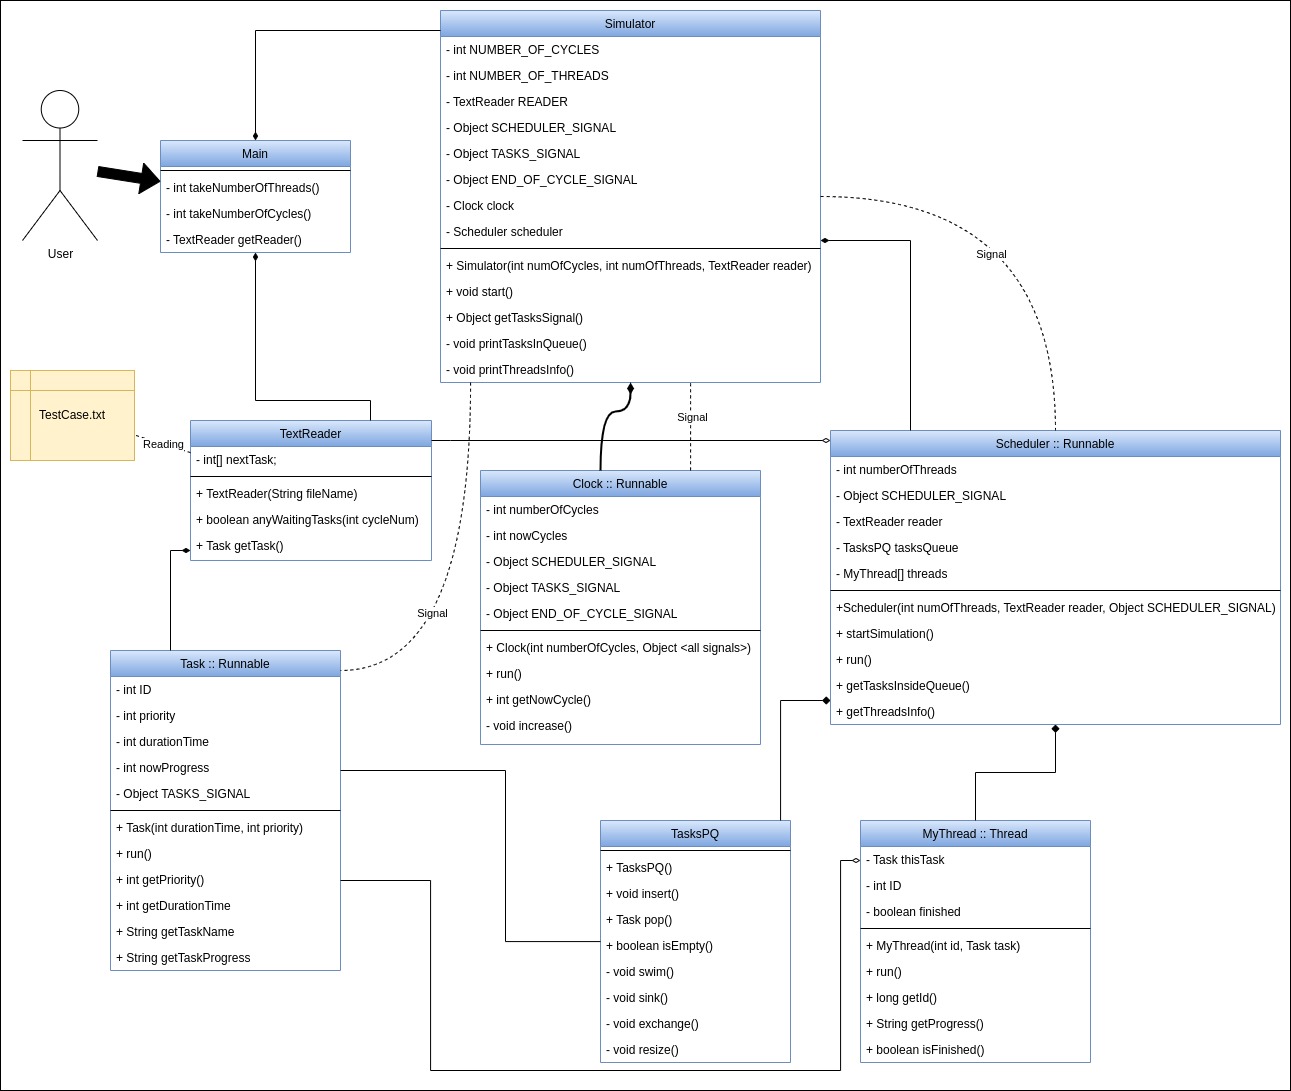 Simulator
- int NUMBER_OF_CYCLES
- int NUMBER_OF_THREADS
- TextReader READER
- Object SCHEDULER_SIGNAL
- Object TASKS_SIGNAL
- Object END_OF_CYCLE_SIGNAL
- Clock clock
- Scheduler scheduler
+ Simulator(int numOfCycles, int numOfThreads, TextReader reader)
+ void start()
+ Object getTasksSignal()
- void printTasksInQueue()
- void printThreadsInfo()
User
Main
- int takeNumberOfThreads()
- int takeNumberOfCycles()
- TextReader getReader()
Signal
TestCase.txt
Reading
TextReader
- int[] nextTask;
+ TextReader(String fileName)
+ boolean anyWaitingTasks(int cycleNum)
+ Task getTask()
Signal
Signal
Clock :: Runnable
- int numberOfCycles
- int nowCycles
- Object SCHEDULER_SIGNAL
- Object TASKS_SIGNAL
- Object END_OF_CYCLE_SIGNAL
+ Clock(int numberOfCycles, Object <all signals>)
+ run()
+ int getNowCycle()
- void increase()
Scheduler :: Runnable
- int numberOfThreads
- Object SCHEDULER_SIGNAL
- TextReader reader
- TasksPQ tasksQueue
- MyThread[] threads
+Scheduler(int numOfThreads, TextReader reader, Object SCHEDULER_SIGNAL)
+ startSimulation()
+ run()
+ getTasksInsideQueue()
+ getThreadsInfo()
Task :: Runnable
- int ID
- int priority
- int durationTime
- int nowProgress
- Object TASKS_SIGNAL
+ Task(int durationTime, int priority)
+ run()
+ int getPriority()
+ int getDurationTime
+ String getTaskName
+ String getTaskProgress
TasksPQ
+ TasksPQ()
+ void insert()
+ Task pop()
+ boolean isEmpty()
- void swim()
- void sink()
- void exchange()
- void resize()
MyThread :: Thread
- Task thisTask
- int ID
- boolean finished
+ MyThread(int id, Task task)
+ run()
+ long getId()
+ String getProgress()
+ boolean isFinished()